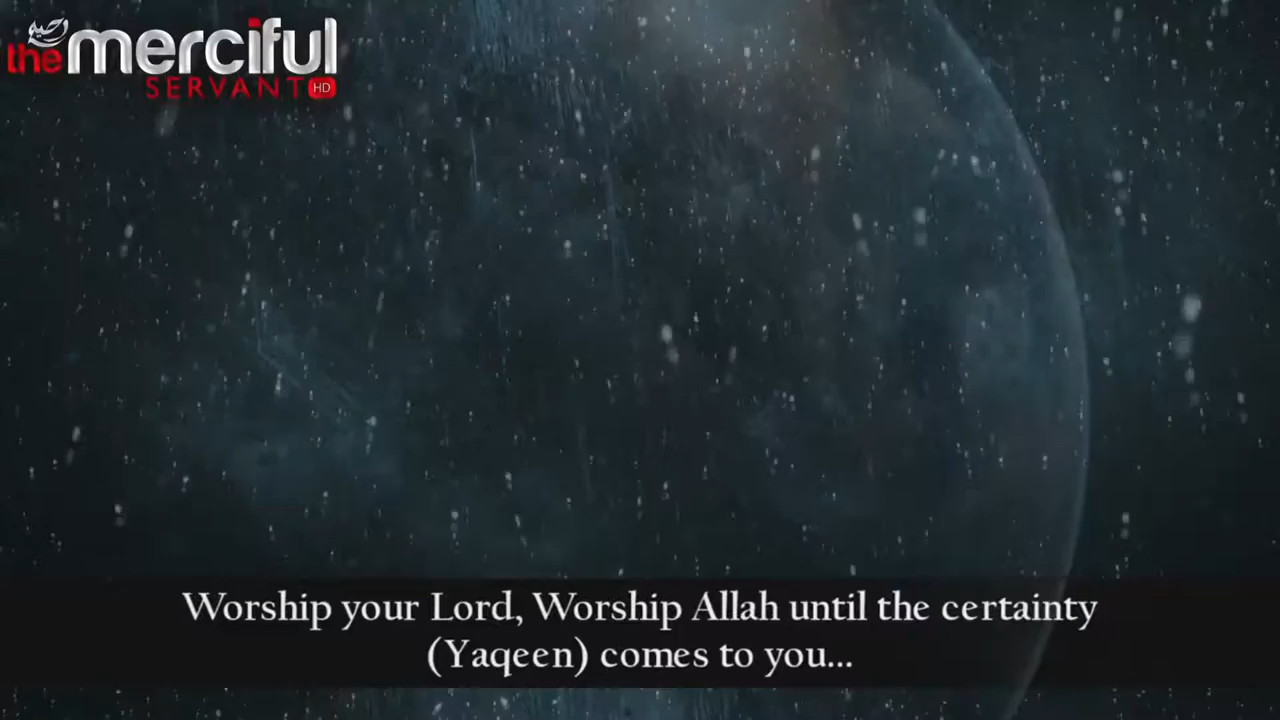 the merciful
SERVANT HD
Worship your Lord, Worship Allah until the certainty
(Yaqeen) comes to you...